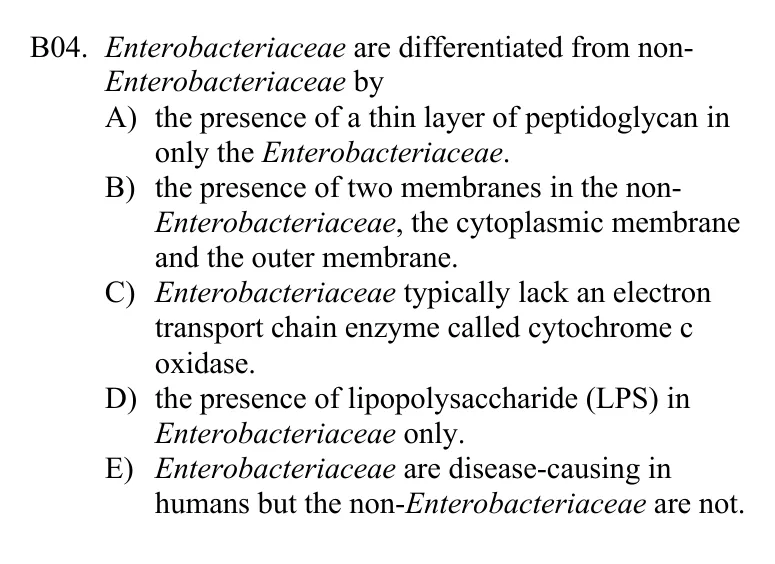 B04. Enterobacteriaceae are differentiated from non-
Enterobacteriaceae by
A) the presence of a thin layer of peptidoglycan in
only the Enterobacteriaceae.
B) the presence of two membranes in the non-
Enterobacteriaceae, the cytoplasmic membrane
and the outer membrane.
C) Enterobacteriaceae typically lack an electron
transport chain enzyme called cytochrome c
oxidase.
D) the presence of lipopolysaccharide (LPS) in
Enterobacteriaceae only.
E) Enterobacteriaceae are disease-causing in
humans but the non-Enterobacteriaceae are not.